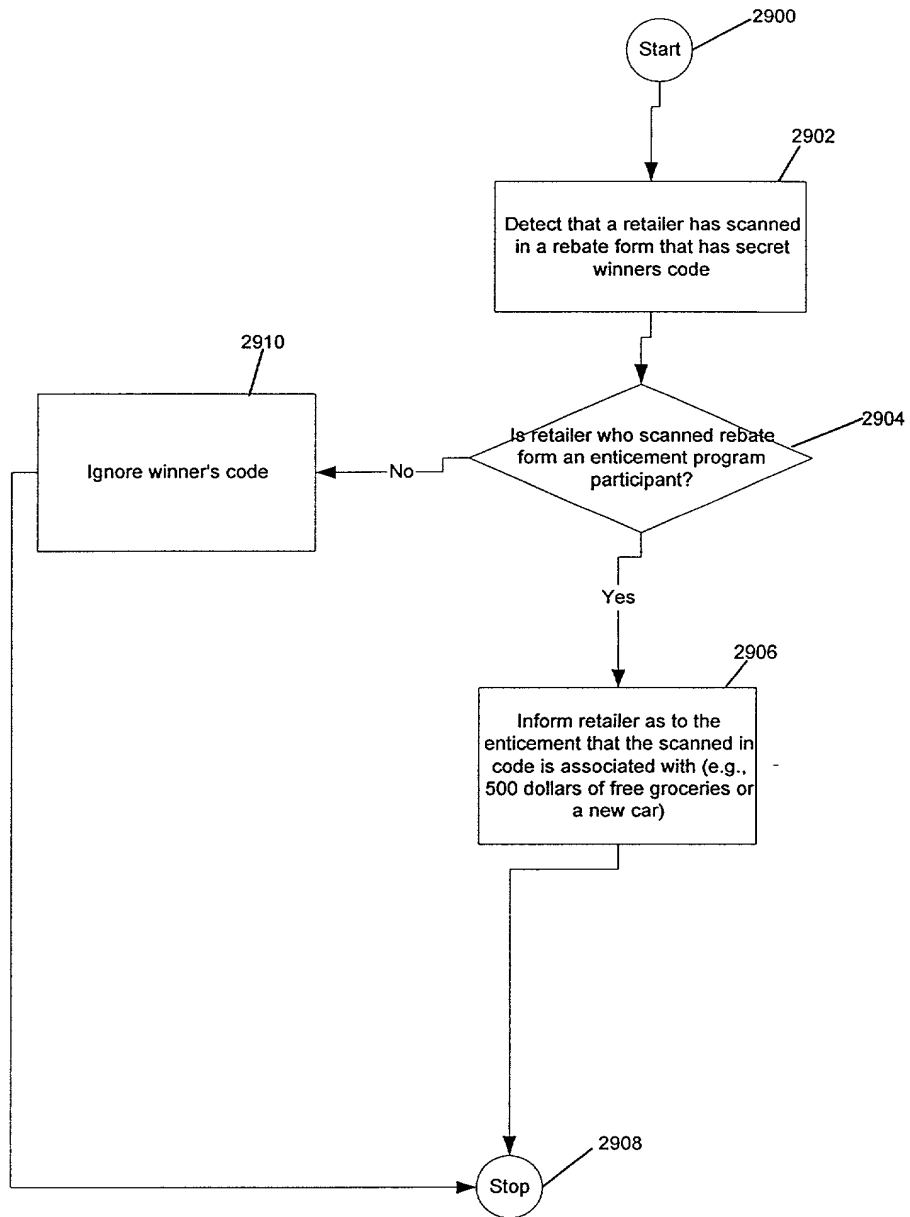 2900
Start
2902
Detect that a retailer has scanned
in a rebate form that has secret
winners code
2910
2904
Is retailer who scanned rebate
form an enticement program
participant?
Ignore winner's code
No
Yes
2906
Inform retailer as to the
enticement that the scanned in
code is associated with (e.g.,
500 dollars of free groceries or
a new car)
2908
Stop